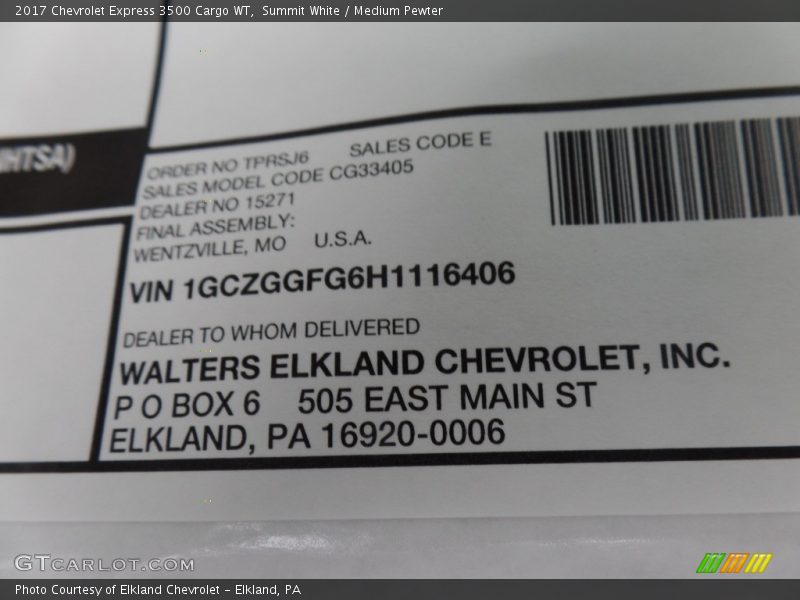 2017 Chevrolet Express 3500 Cargo WT, Summit White / Medium Pewter
NHTSA)
ORDER NO TPRSJ6 SALES CODE E
SALES MODEL CODE CG33405
DEALER NO 15271
FINAL ASSEMBLY:
WENTZVILLE, MO U.S.A.
VIN 1GCZGGFG6H1116406
DEALER TO WHOM DELIVERED
WALTERS ELKLAND CHEVROLET, INC.
P O BOX 6 505 EAST MAIN ST
ELKLAND, PA 16920-0006
GTCARLOT.COM
Photo Courtesy of Elkland Chevrolet - Elkland, PA